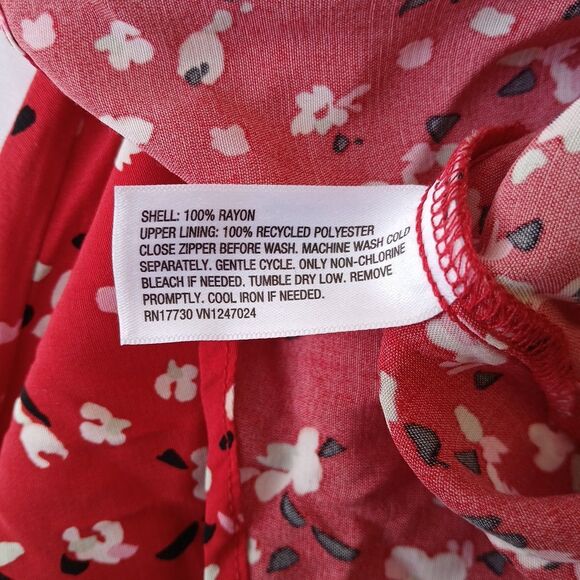 SHELL: 100% RAYON
UPPER LINING: 100% RECYCLED POLYESTER
CLOSE ZIPPER BEFORE WASH. MACHINE WASH COLD
SEPARATELY. GENTLE CYCLE. ONLY NON-CHLORINE
BLEACH IF NEEDED. TUMBLE DRY LOW. REMOVE
PROMPTLY. COOL IRON IF NEEDED.
RN17730 VN1247024